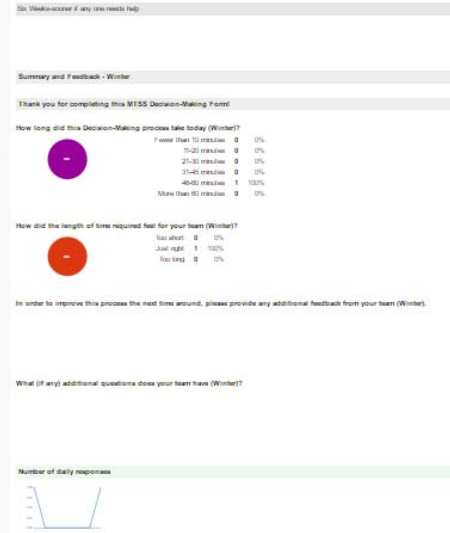 Six Weeks-sooner if any one needs help
Summary and Feedback - Winter
Thank you for completing this MTSS Decision-Making Form!
How long did this Decision-Making process take today (Winter)?
Fewer than 10 minutes 0 0%
11-20 minutes 0 0%
21-30 minutes 0 0%
31-45 minutes 0 0%
46-60 minutes 1 100%
More than 60 minutes 0 0%
How did the length of time required feel for your team (Winter)?
Too short 0 0%
Just right 1 100%
Too long 0 0%
In order to improve this process the next time around, please provide any additional feedback from your team (Winter).
What (if any) additional questions does your team have (Winter)?
Number of daily responses